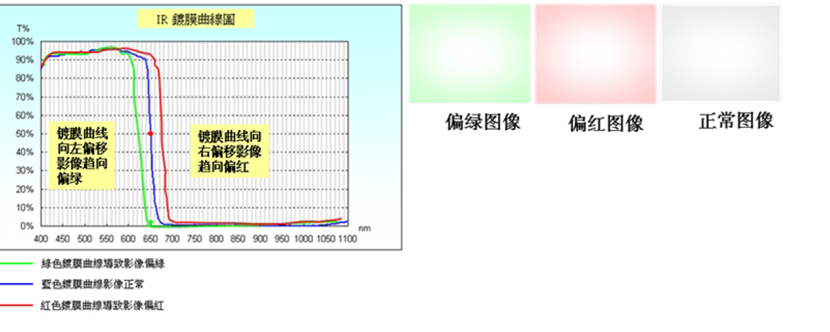 IR 鍍膜曲線圖
T%
100%
90%
80%
70%
60%
50%
40%
30%
20%
10%
0%
镀膜曲线
向左偏移
影像趋向
偏绿
镀膜曲线向
右偏移影像
趋向偏红
400 450 500 550 600 650 700 750 800 850 900 950 1000 1050 1100
nm
綠色鍍膜曲線導致影像偏綠
藍色鍍膜曲線影像正常
紅色鍍膜曲線導致影像偏紅
偏绿图像
偏红图像
正常图像